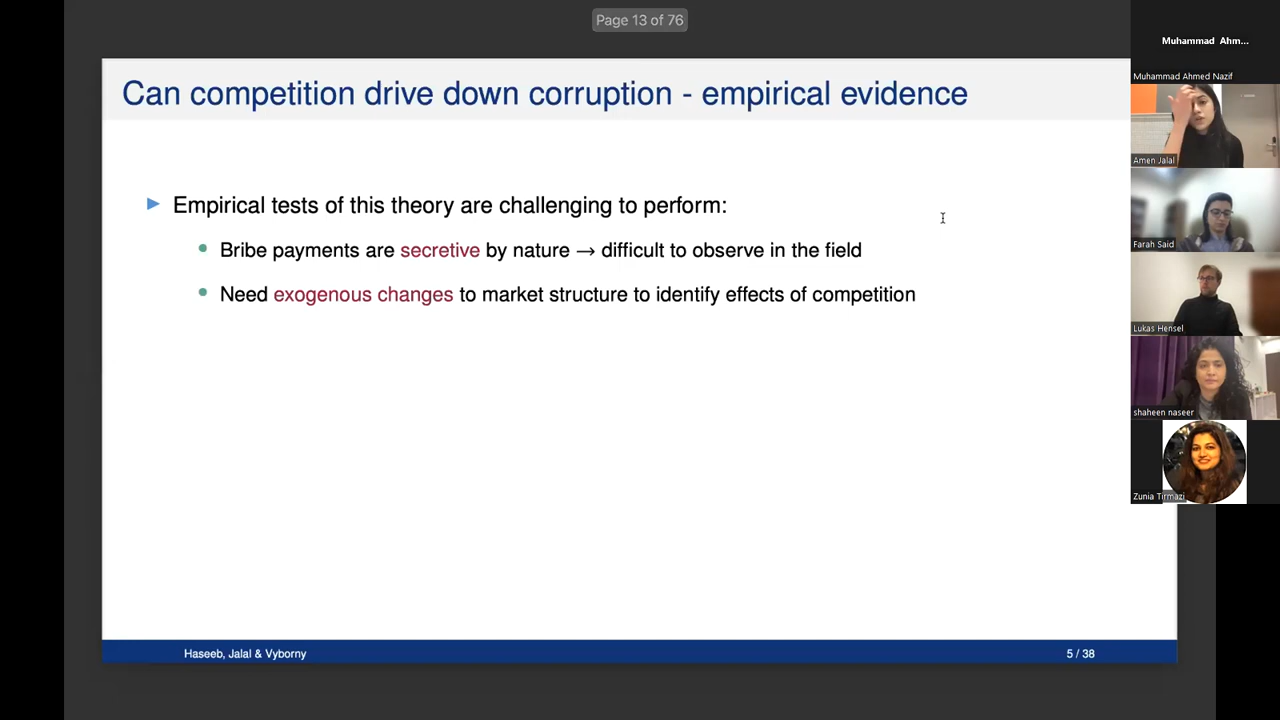 Page 13 of 76
Can competition drive down corruption - empirical evidence
Empirical tests of this theory are challenging to perform:
Bribe payments are secretive by nature → difficult to observe in the field
Need exogenous changes to market structure to identify effects of competition
Haseeb, Jalal & Vyborny
5 / 38
Muhammad Ahm...
Muhammad Ahmed Nazif
Amen Jalal
Farah Said
Lukas Hensel
shaheen naseer
Zunia Tirmazi